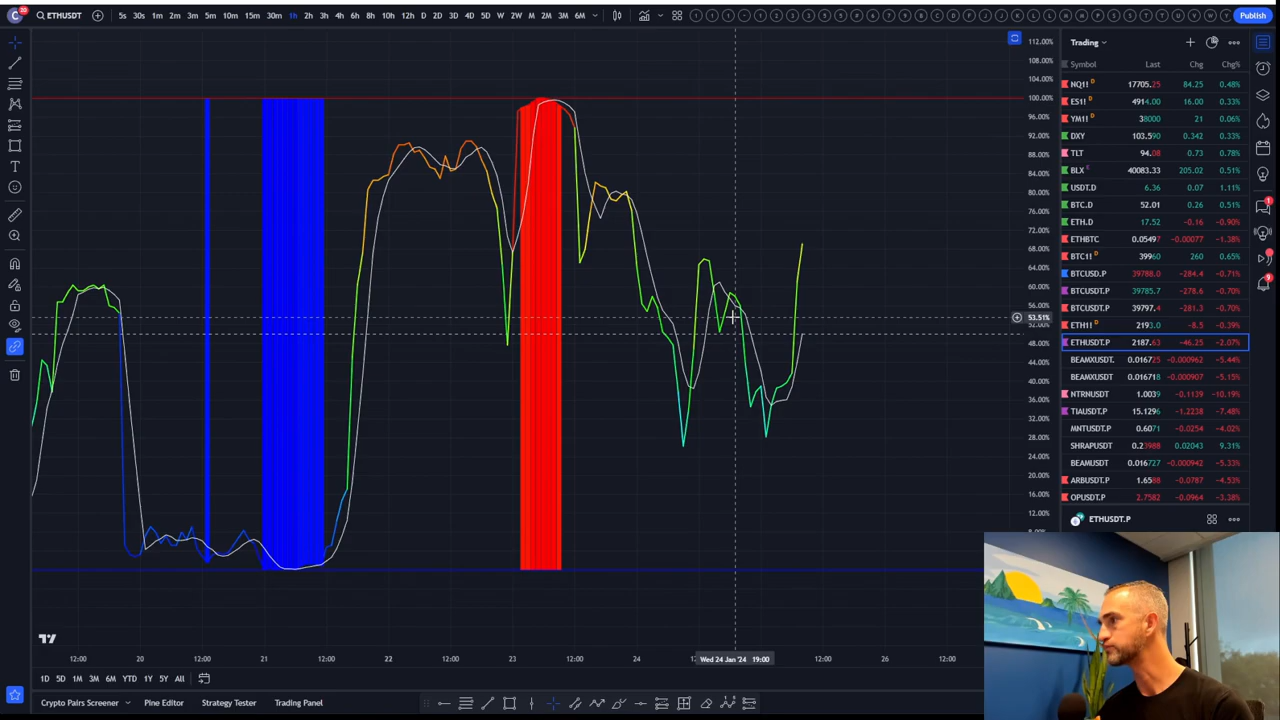 C 20 ETHUSDT 5s 30s 1m 2m 3m 5m 10m 15m 30m 1h 2h 3h 4h 6h 8h 10h 12h D 2D 3D 4D 5D W 2W M 2M 3M 6M Publish
112.00%
108.00%
104.00%
100.00%
96.00%
92.00%
88.00%
84.00%
80.00%
76.00%
72.00%
68.00%
64.00%
60.00%
56.00%
53.51%
48.00%
44.00%
40.00%
36.00%
32.00%
28.00%
24.00%
20.00%
16.00%
12.00%
12:00 20 12:00 21 12:00 22 12:00 23 12:00 24 Wed 24 Jan '24 19:00 12:00 26 12:00
1D 5D 1M 3M 6M YTD 1Y 5Y All
Crypto Pairs Screener Pine Editor Strategy Tester Trading Panel
Trading
Symbol Last Chg Chg%
NQ1! D 17705.25 84.25 0.48%
ES1! D 4914.00 16.00 0.33%
YM1! D 38000 21 0.06%
DXY 103.590 0.342 0.33%
TLT 94.08 0.73 0.78%
BLX E 40083.33 205.02 0.51%
USDT.D 6.36 0.07 1.11%
BTC.D 52.01 0.26 0.51%
ETH.D 17.52 -0.16 -0.90%
ETHBTC 0.05497 -0.00077 -1.38%
BTC1! D 39960 260 0.65%
BTCUSD.P 39788.0 -284.4 -0.71%
BTCUSDT.P 39785.7 -278.6 -0.70%
BTCUSDT.P 39797.4 -281.3 -0.70%
ETH1! D 2193.0 -8.5 -0.39%
ETHUSDT.P 2187.63 -46.25 -2.07%
BEAMXUSDT. 0.016725 -0.000962 -5.44%
BEAMXUSDT 0.016718 -0.000907 -5.15%
NTRNUSDT 1.0039 -0.1139 -10.19%
TIAUSDT.P 15.1296 -1.2238 -7.48%
MNTUSDT.P 0.6071 -0.0254 -4.02%
SHRAPUSDT 0.23988 0.02043 9.31%
BEAMUSDT 0.016727 -0.000942 -5.33%
ARBUSDT.P 1.6588 -0.0787 -4.53%
OPUSDT.P 2.7582 -0.0964 -3.38%
ETHUSDT.P